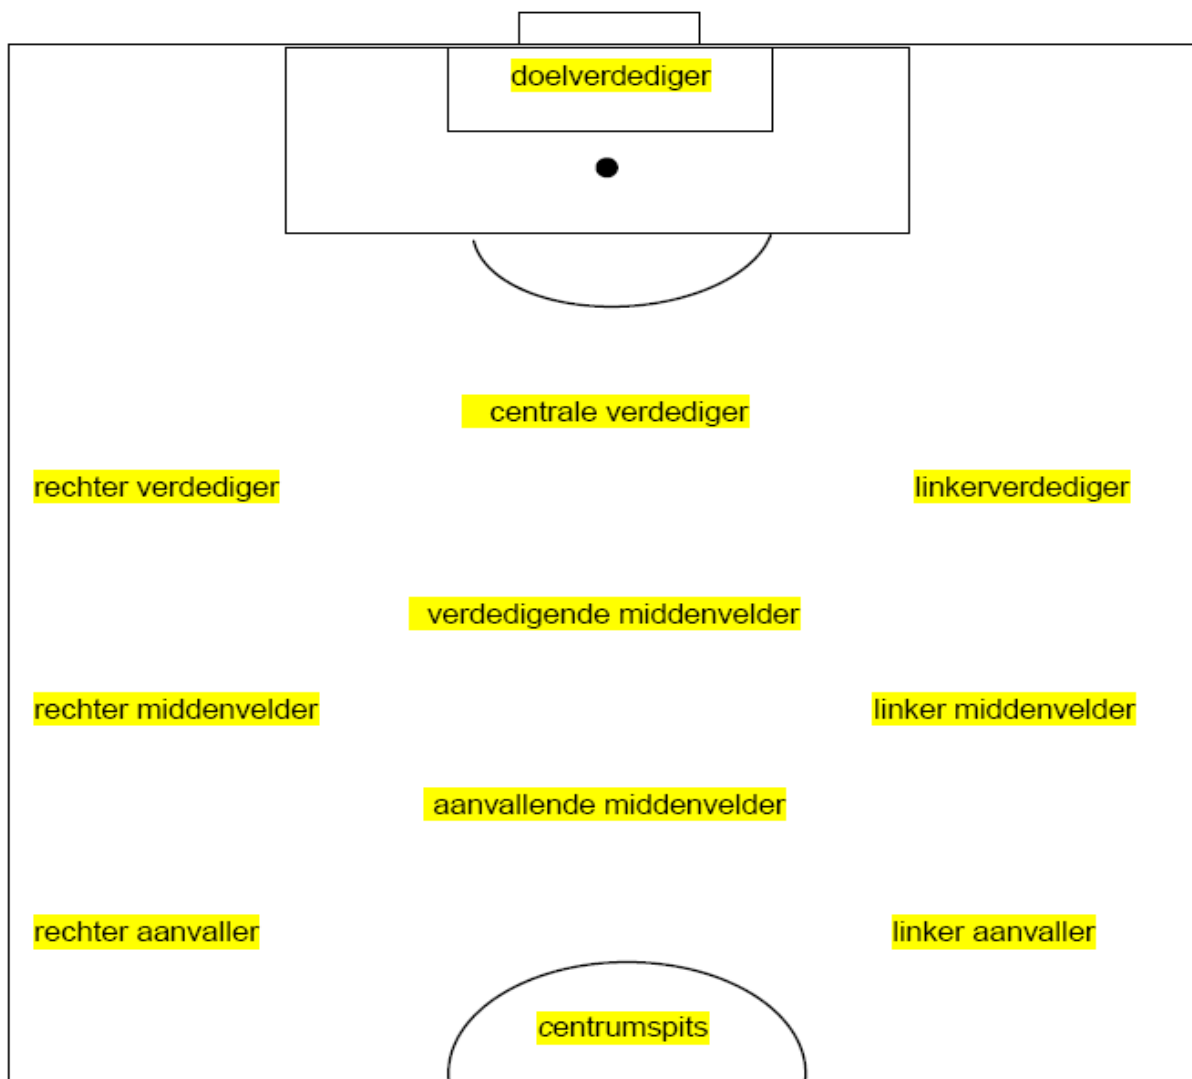 doelverdediger
centrale verdediger
rechter verdediger
linkerverdediger
verdedigende middenvelder
rechter middenvelder
linker middenvelder
aanvallende middenvelder
rechter aanvaller
linker aanvaller
centrumspits